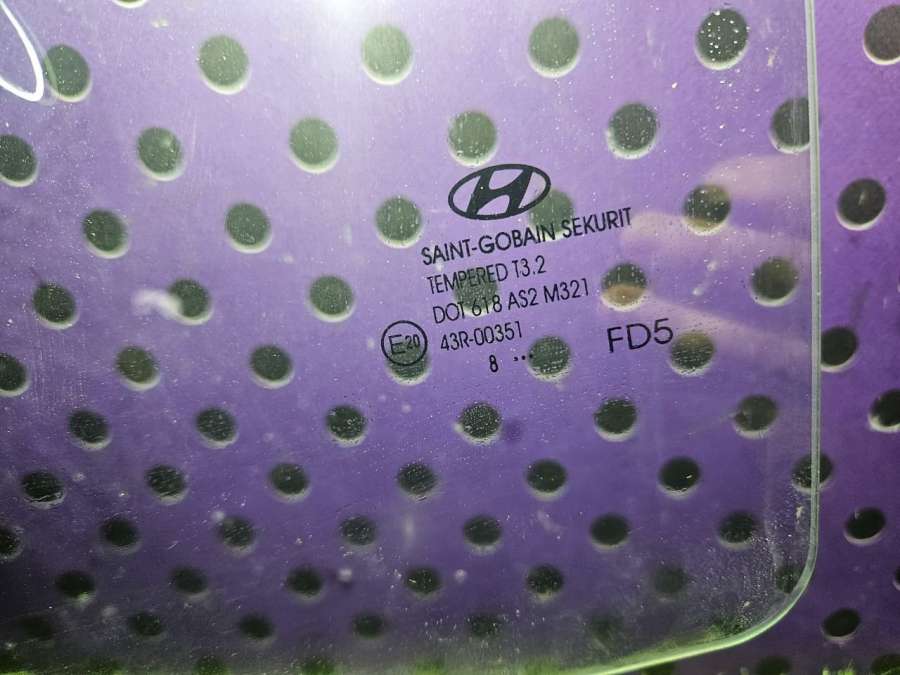 SAINT-GOBAIN SEKURIT
TEMPERED T3.2
DOT 618 AS2 M321
E20 43R-00351
8 ... FD5